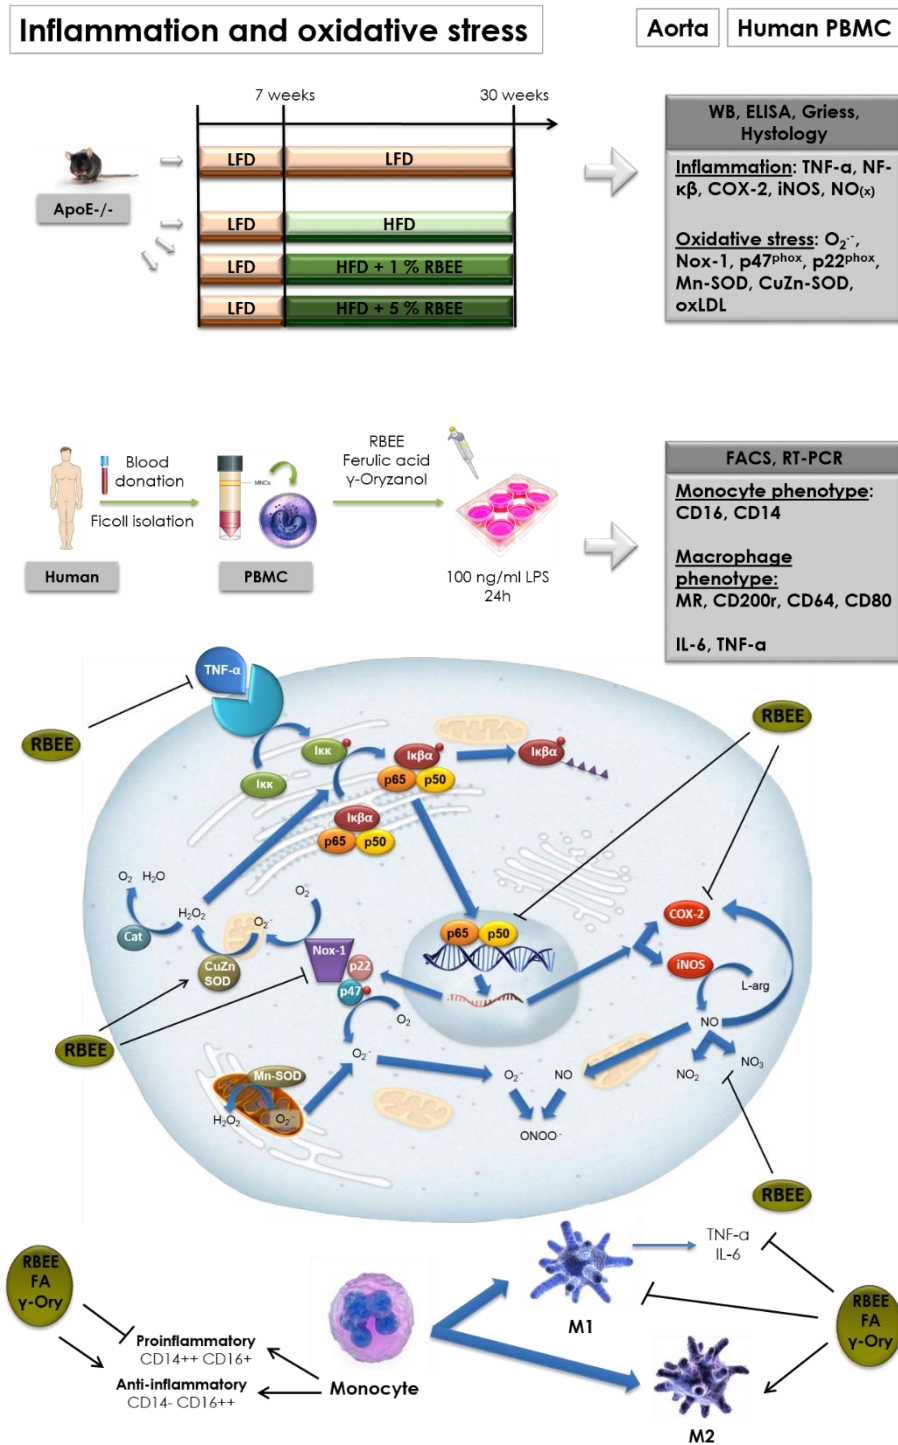 Inflammation and oxidative stress
Aorta
Human PBMC
7 weeks
30 weeks
LFD
LFD
ApoE-/-
LFD
HFD
LFD
HFD + 1 % RBEE
LFD
HFD + 5 % RBEE
WB, ELISA, Griess,
Hystology
Inflammation: TNF-α, NF-
κβ, COX-2, iNOS, NO(x)
Oxidative stress: O₂·⁻,
Nox-1, p47ᵖʰᵒˣ, p22ᵖʰᵒˣ,
Mn-SOD, CuZn-SOD,
oxLDL
Blood
donation
Ficoll isolation
Human
MNCs
PBMC
RBEE
Ferulic acid
γ-Oryzanol
100 ng/ml LPS
24h
FACS, RT-PCR
Monocyte phenotype:
CD16, CD14
Macrophage
phenotype:
MR, CD200r, CD64, CD80
IL-6, TNF-α
TNF-α
RBEE
RBEE
Iκκ
Iκκ
Iκβα
p65
p50
Iκβα
Iκβα
p65
p50
O₂ H₂O
H₂O₂
O₂·⁻
O₂
Cat
CuZn
SOD
Nox-1
p22
p47
O₂
p65
p50
COX-2
iNOS
L-arg
NO
NO₂
NO₃
RBEE
O₂·⁻
Mn-SOD
H₂O₂
O₂·⁻
O₂·⁻
NO
ONOO⁻
RBEE
RBEE
FA
γ-Ory
Proinflammatory
CD14++ CD16+
Anti-inflammatory
CD14- CD16++
Monocyte
M1
TNF-α
IL-6
M2
RBEE
FA
γ-Ory